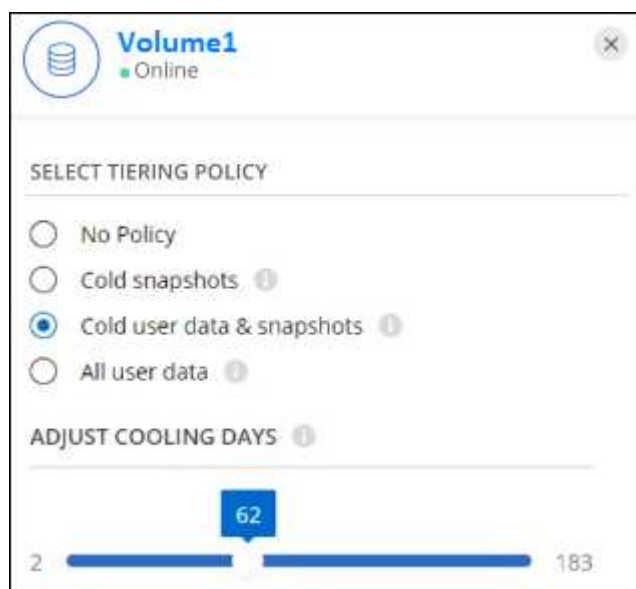 Volume1
Online
SELECT TIERING POLICY
No Policy
Cold snapshots
Cold user data & snapshots
All user data
ADJUST COOLING DAYS
62
2 183